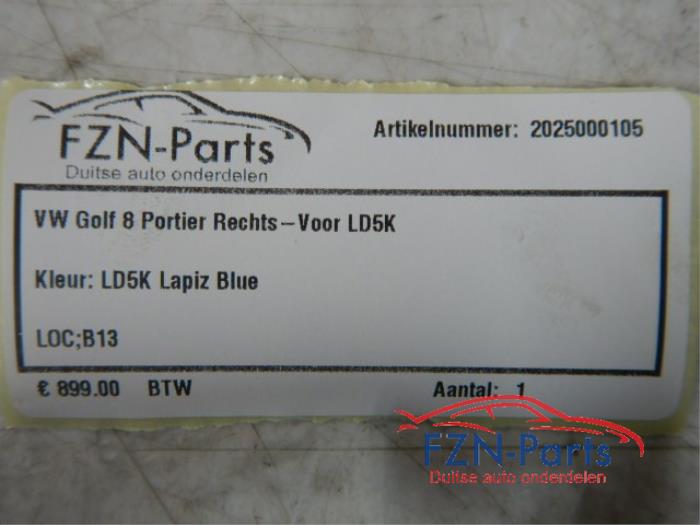 FZN-Parts
Duitse auto onderdelen
Artikelnummer: 2025000105
VW Golf 8 Portier Rechts-Voor LD5K
Kleur: LD5K Lapiz Blue
LOC;B13
€ 899.00 BTW Aantal: 1
FZN-Parts
Duitse auto onderdelen